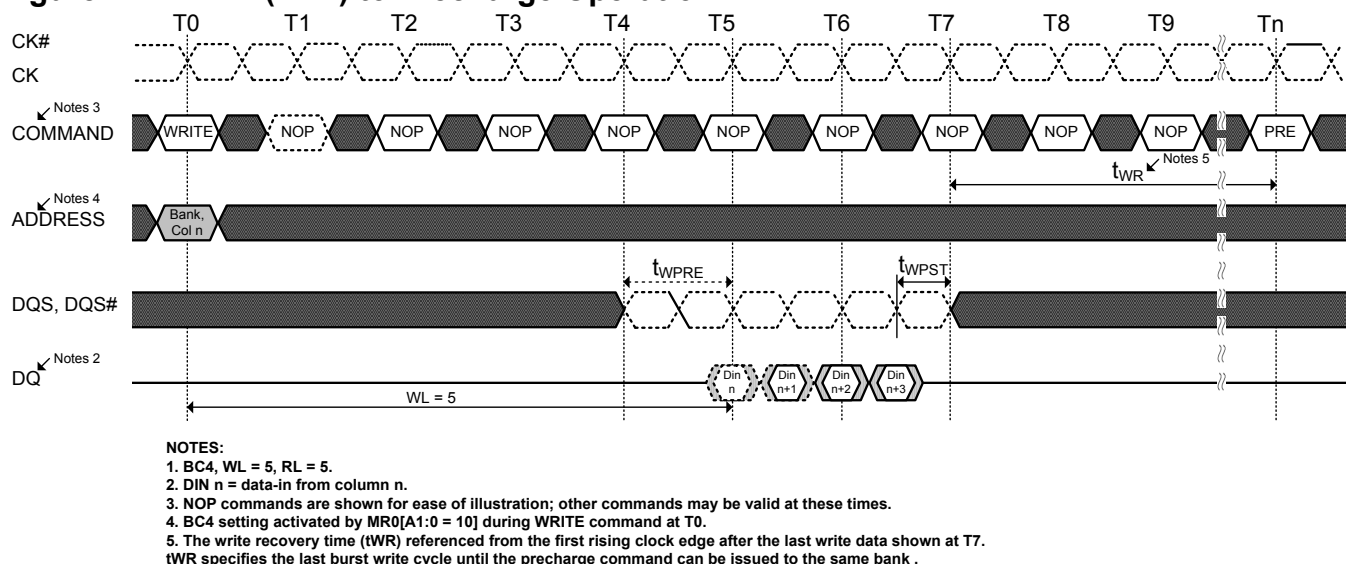 T0 T1 T2 T3 T4 T5 T6 T7 T8 T9 Tn
CK#
CK
Notes 3
COMMAND
WRITE NOP NOP NOP NOP NOP NOP NOP NOP NOP PRE
tWR Notes 5
Notes 4
ADDRESS
Bank,
Col n
tWPRE tWPST
DQS, DQS#
Notes 2
DQ
Din Din Din Din
n n+1 n+2 n+3
WL = 5
NOTES:
1. BC4, WL = 5, RL = 5.
2. DIN n = data-in from column n.
3. NOP commands are shown for ease of illustration; other commands may be valid at these times.
4. BC4 setting activated by MR0[A1:0 = 10] during WRITE command at T0.
5. The write recovery time (tWR) referenced from the first rising clock edge after the last write data shown at T7.
tWR specifies the last burst write cycle until the precharge command can be issued to the same bank .